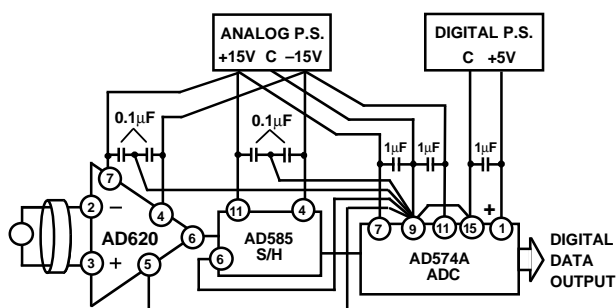 ANALOG P.S.
+15V C –15V
DIGITAL P.S.
C +5V
0.1µF
0.1µF
1µF
1µF
1µF
7
2
–
4
11
4
7
9
11
15
+
1
AD620
6
6
AD585
S/H
AD574A
ADC
3
+
5
DIGITAL
DATA
OUTPUT